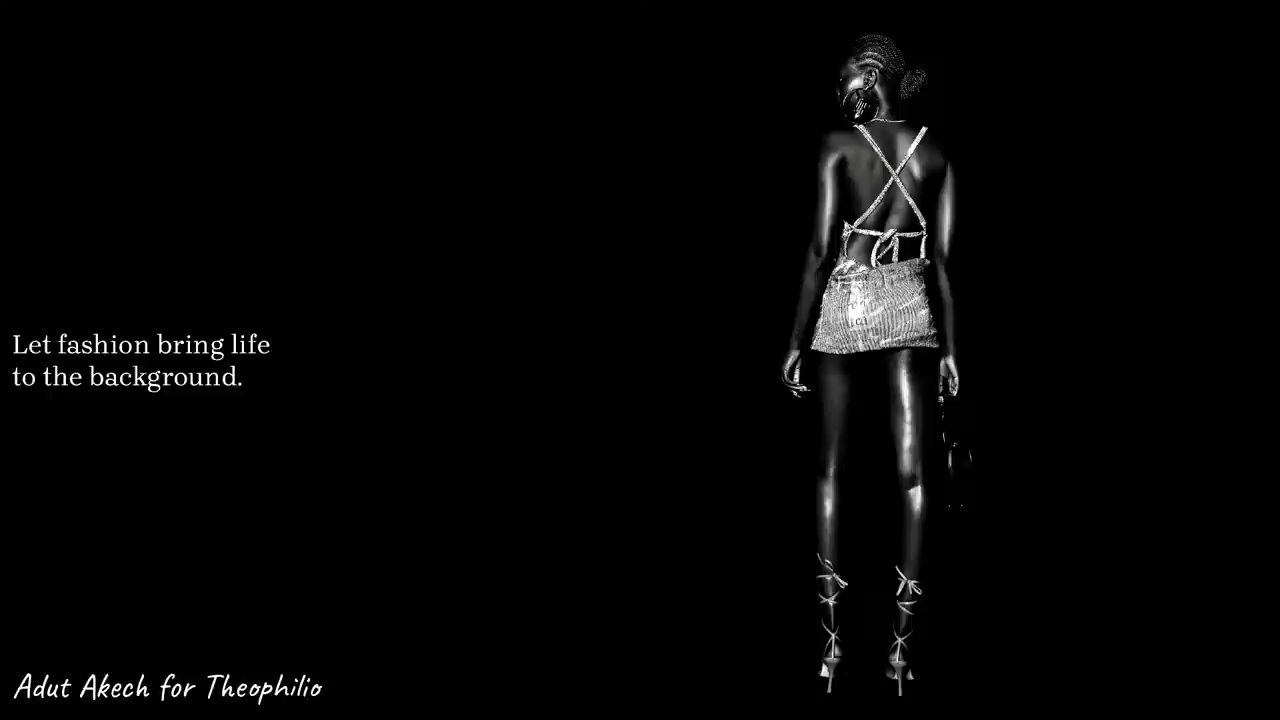 Let fashion bring life
to the background.
Adut Akech for Theophilio